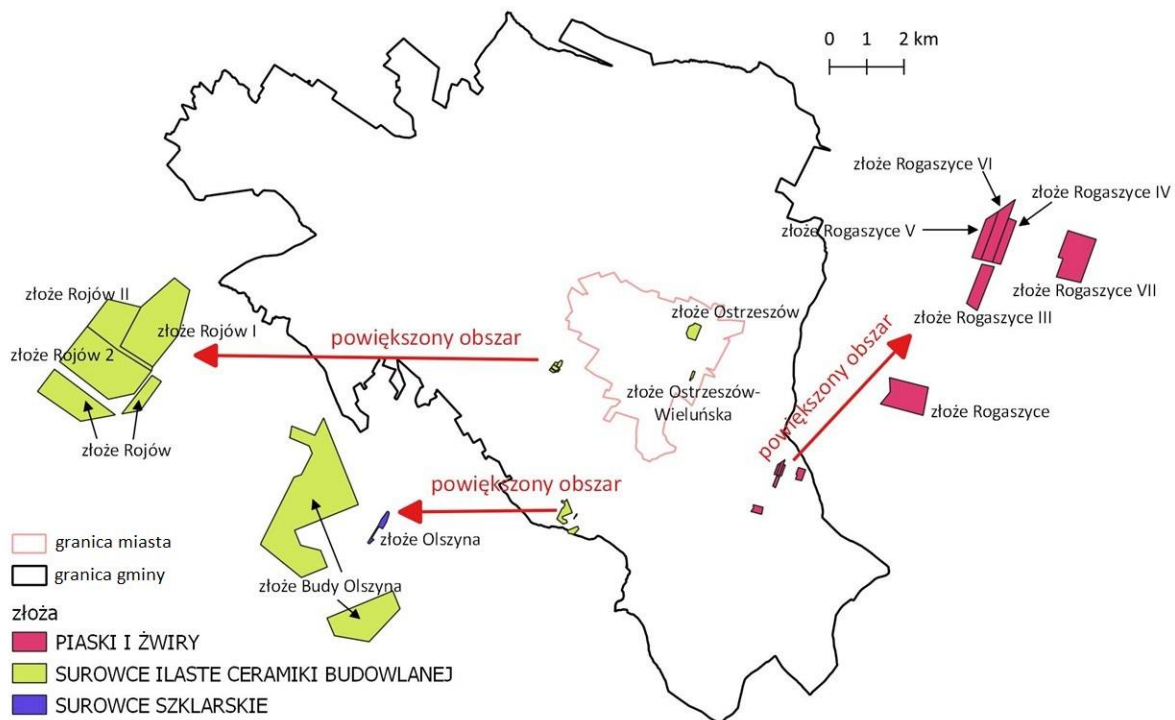 0 1 2 km
złoże Rogaszyce VI
złoże Rogaszyce IV
złoże Rogaszyce V
złoże Rogaszyce VII
złoże Rogaszyce III
złoże Rojów II
złoże Rojów I
złoże Rojów 2
złoże Rojów
powiększony obszar
złoże Ostrzeszów
złoże Ostrzeszów-
Wieluńska
powiększony obszar
złoże Rogaszyce
powiększony obszar
złoże Olszyna
złoże Budy Olszyna
granica miasta
granica gminy
złoża
PIASKI I ŻWIRY
SUROWCE ILASTE CERAMIKI BUDOWLANEJ
SUROWCE SZKLARSKIE